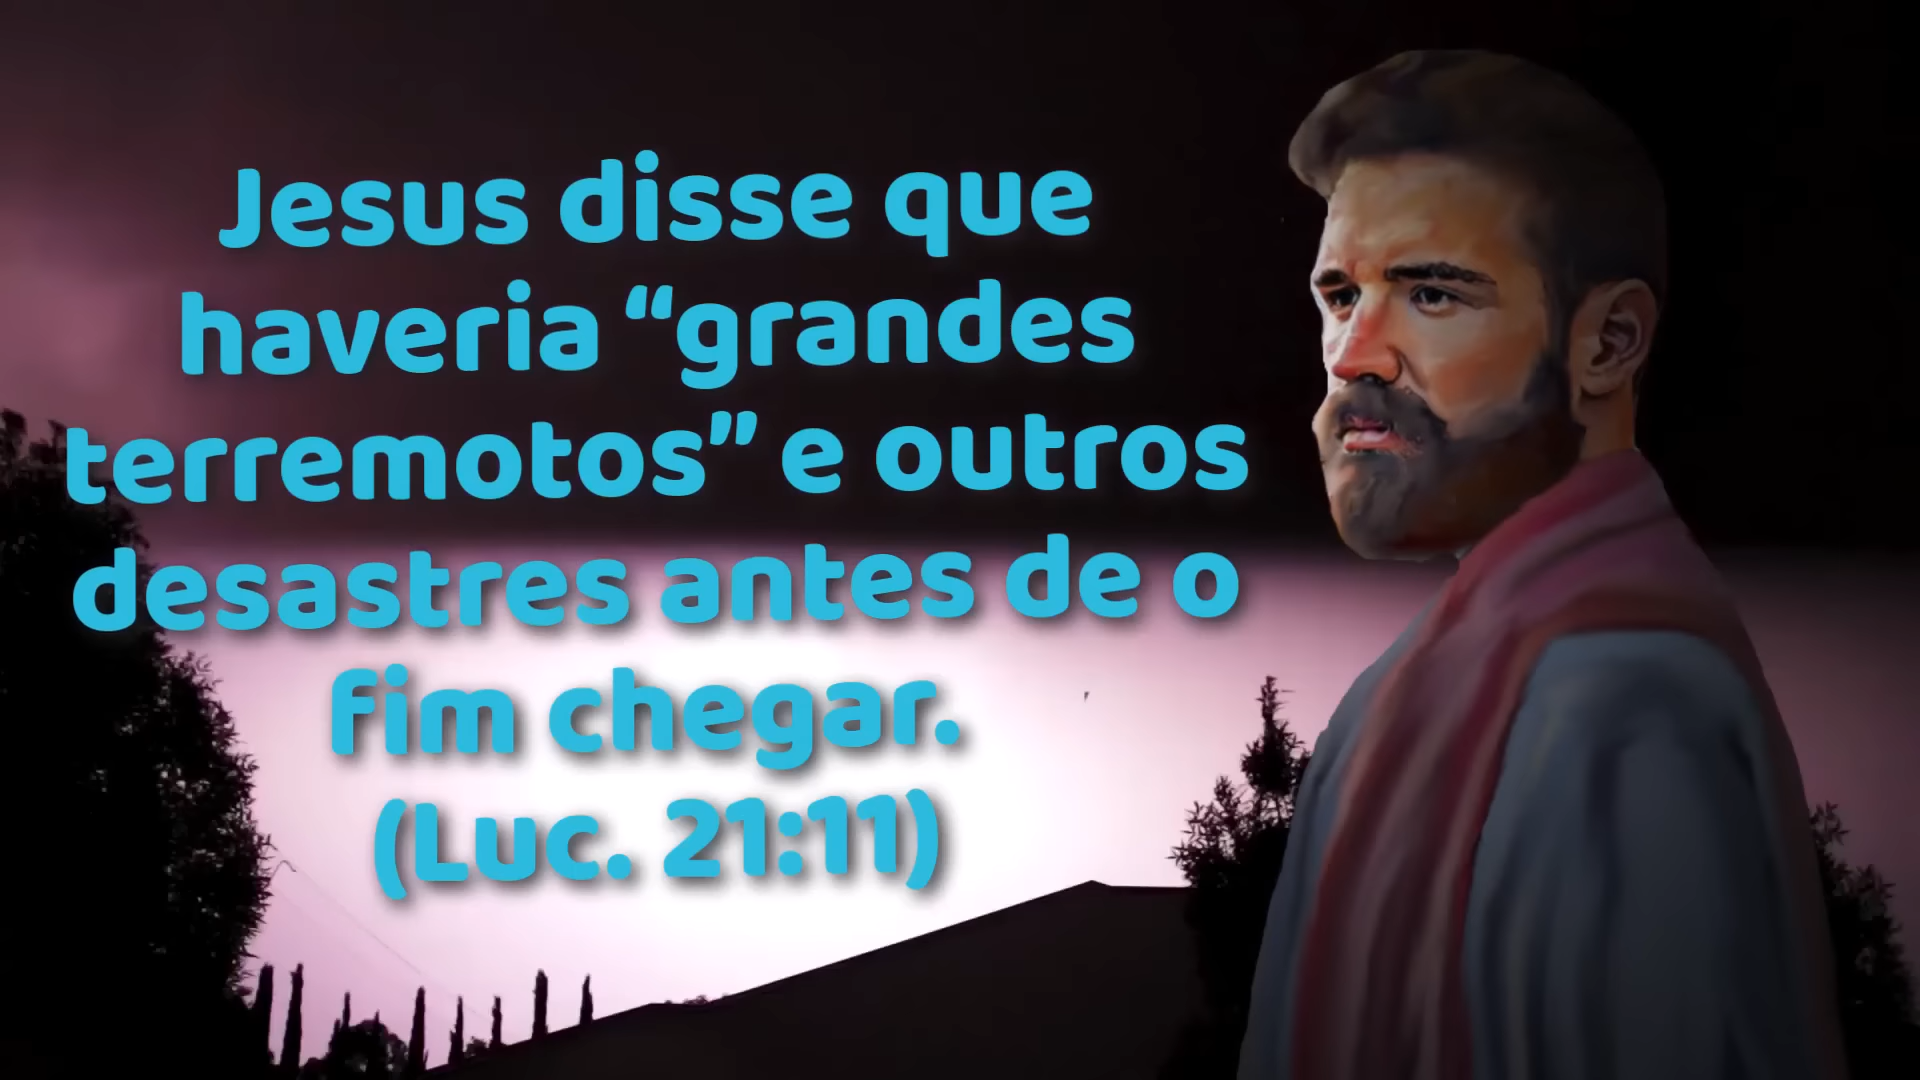 Jesus disse que
haveria “grandes
terremotos” e outros
desastres antes de o
fim chegar.
(Luc. 21:11)